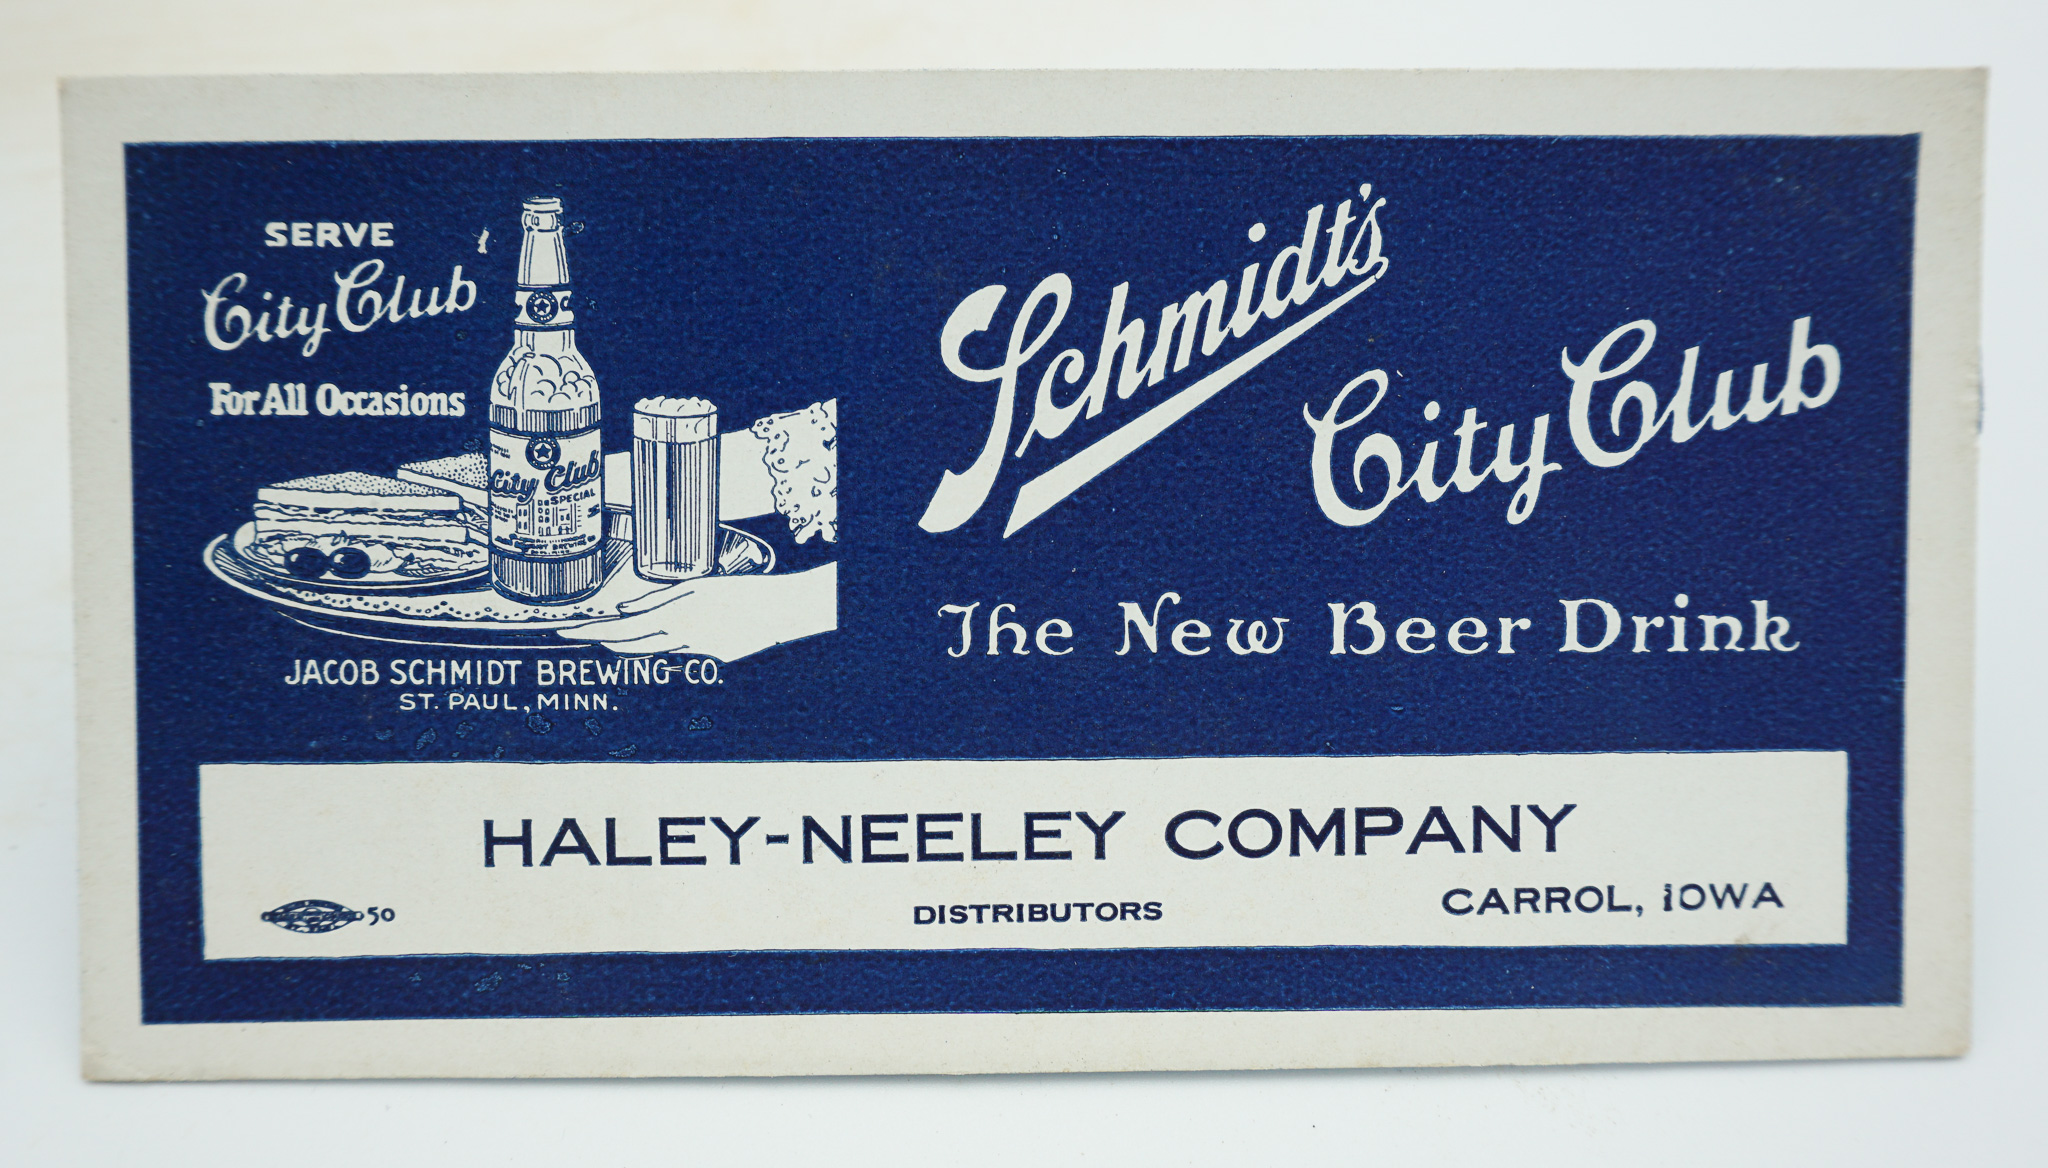 SERVE
City Club
For All Occasions
City Club
SPECIAL
JACOB SCHMIDT BREWING CO.
ST. PAUL, MINN.
Schmidt's
City Club
The New Beer Drink
HALEY-NEELEY COMPANY
DISTRIBUTORS
CARROL, IOWA
50